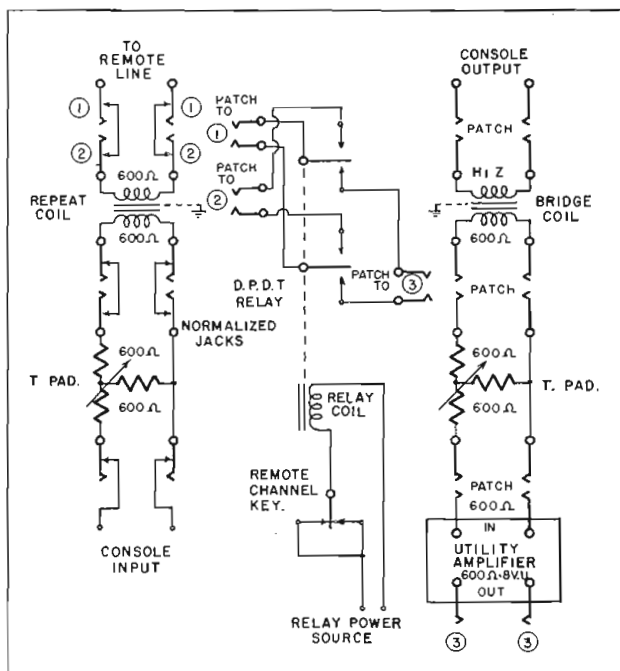 TO
REMOTE
LINE
① ①
② ②
600Ω
REPEAT
COIL
600Ω
NORMALIZED
JACKS
600Ω
T PAD.
600Ω
CONSOLE
INPUT
PATCH
TO
①
PATCH
TO
②
D.P.D.T
RELAY
PATCH
TO
③
RELAY
COIL
REMOTE
CHANNEL
KEY.
RELAY POWER
SOURCE
CONSOLE
OUTPUT
PATCH
HI Z
BRIDGE
COIL
600Ω
PATCH
600Ω
T. PAD.
600Ω
PATCH
600Ω
IN
UTILITY
AMPLIFIER
600Ω-8V.U
OUT
③ ③